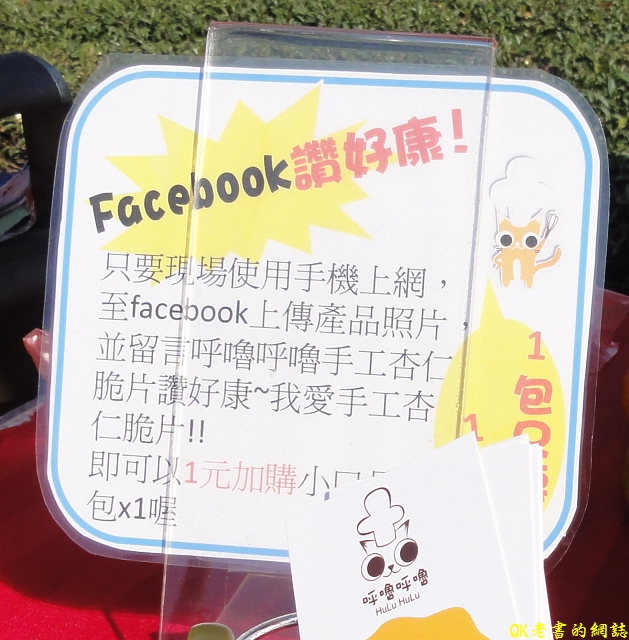 Facebook讚好康!
只要現場使用手機上網，
至facebook上傳產品照片，
並留言呼嚕呼嚕手工杏仁
脆片讚好康~我愛手工杏
仁脆片!!
即可以1元加購小
包x1喔
1
包只
1
呼嚕呼嚕
HuLu HuLu
QK老書的網誌